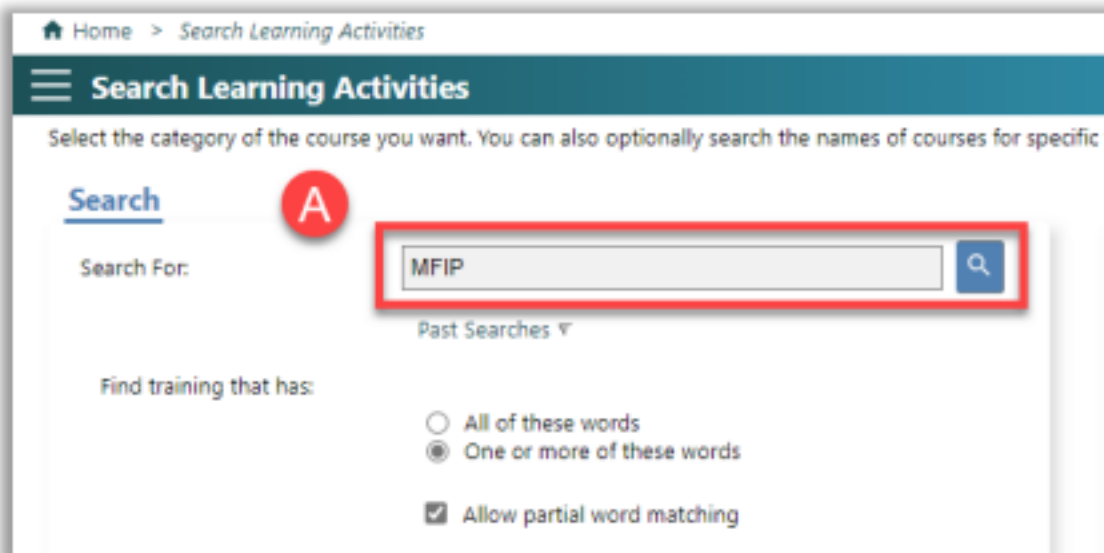 Home > Search Learning Activities
Search Learning Activities
Select the category of the course you want. You can also optionally search the names of courses for specific
Search
A
Search For:
MFIP
Past Searches
Find training that has:
All of these words
One or more of these words
Allow partial word matching